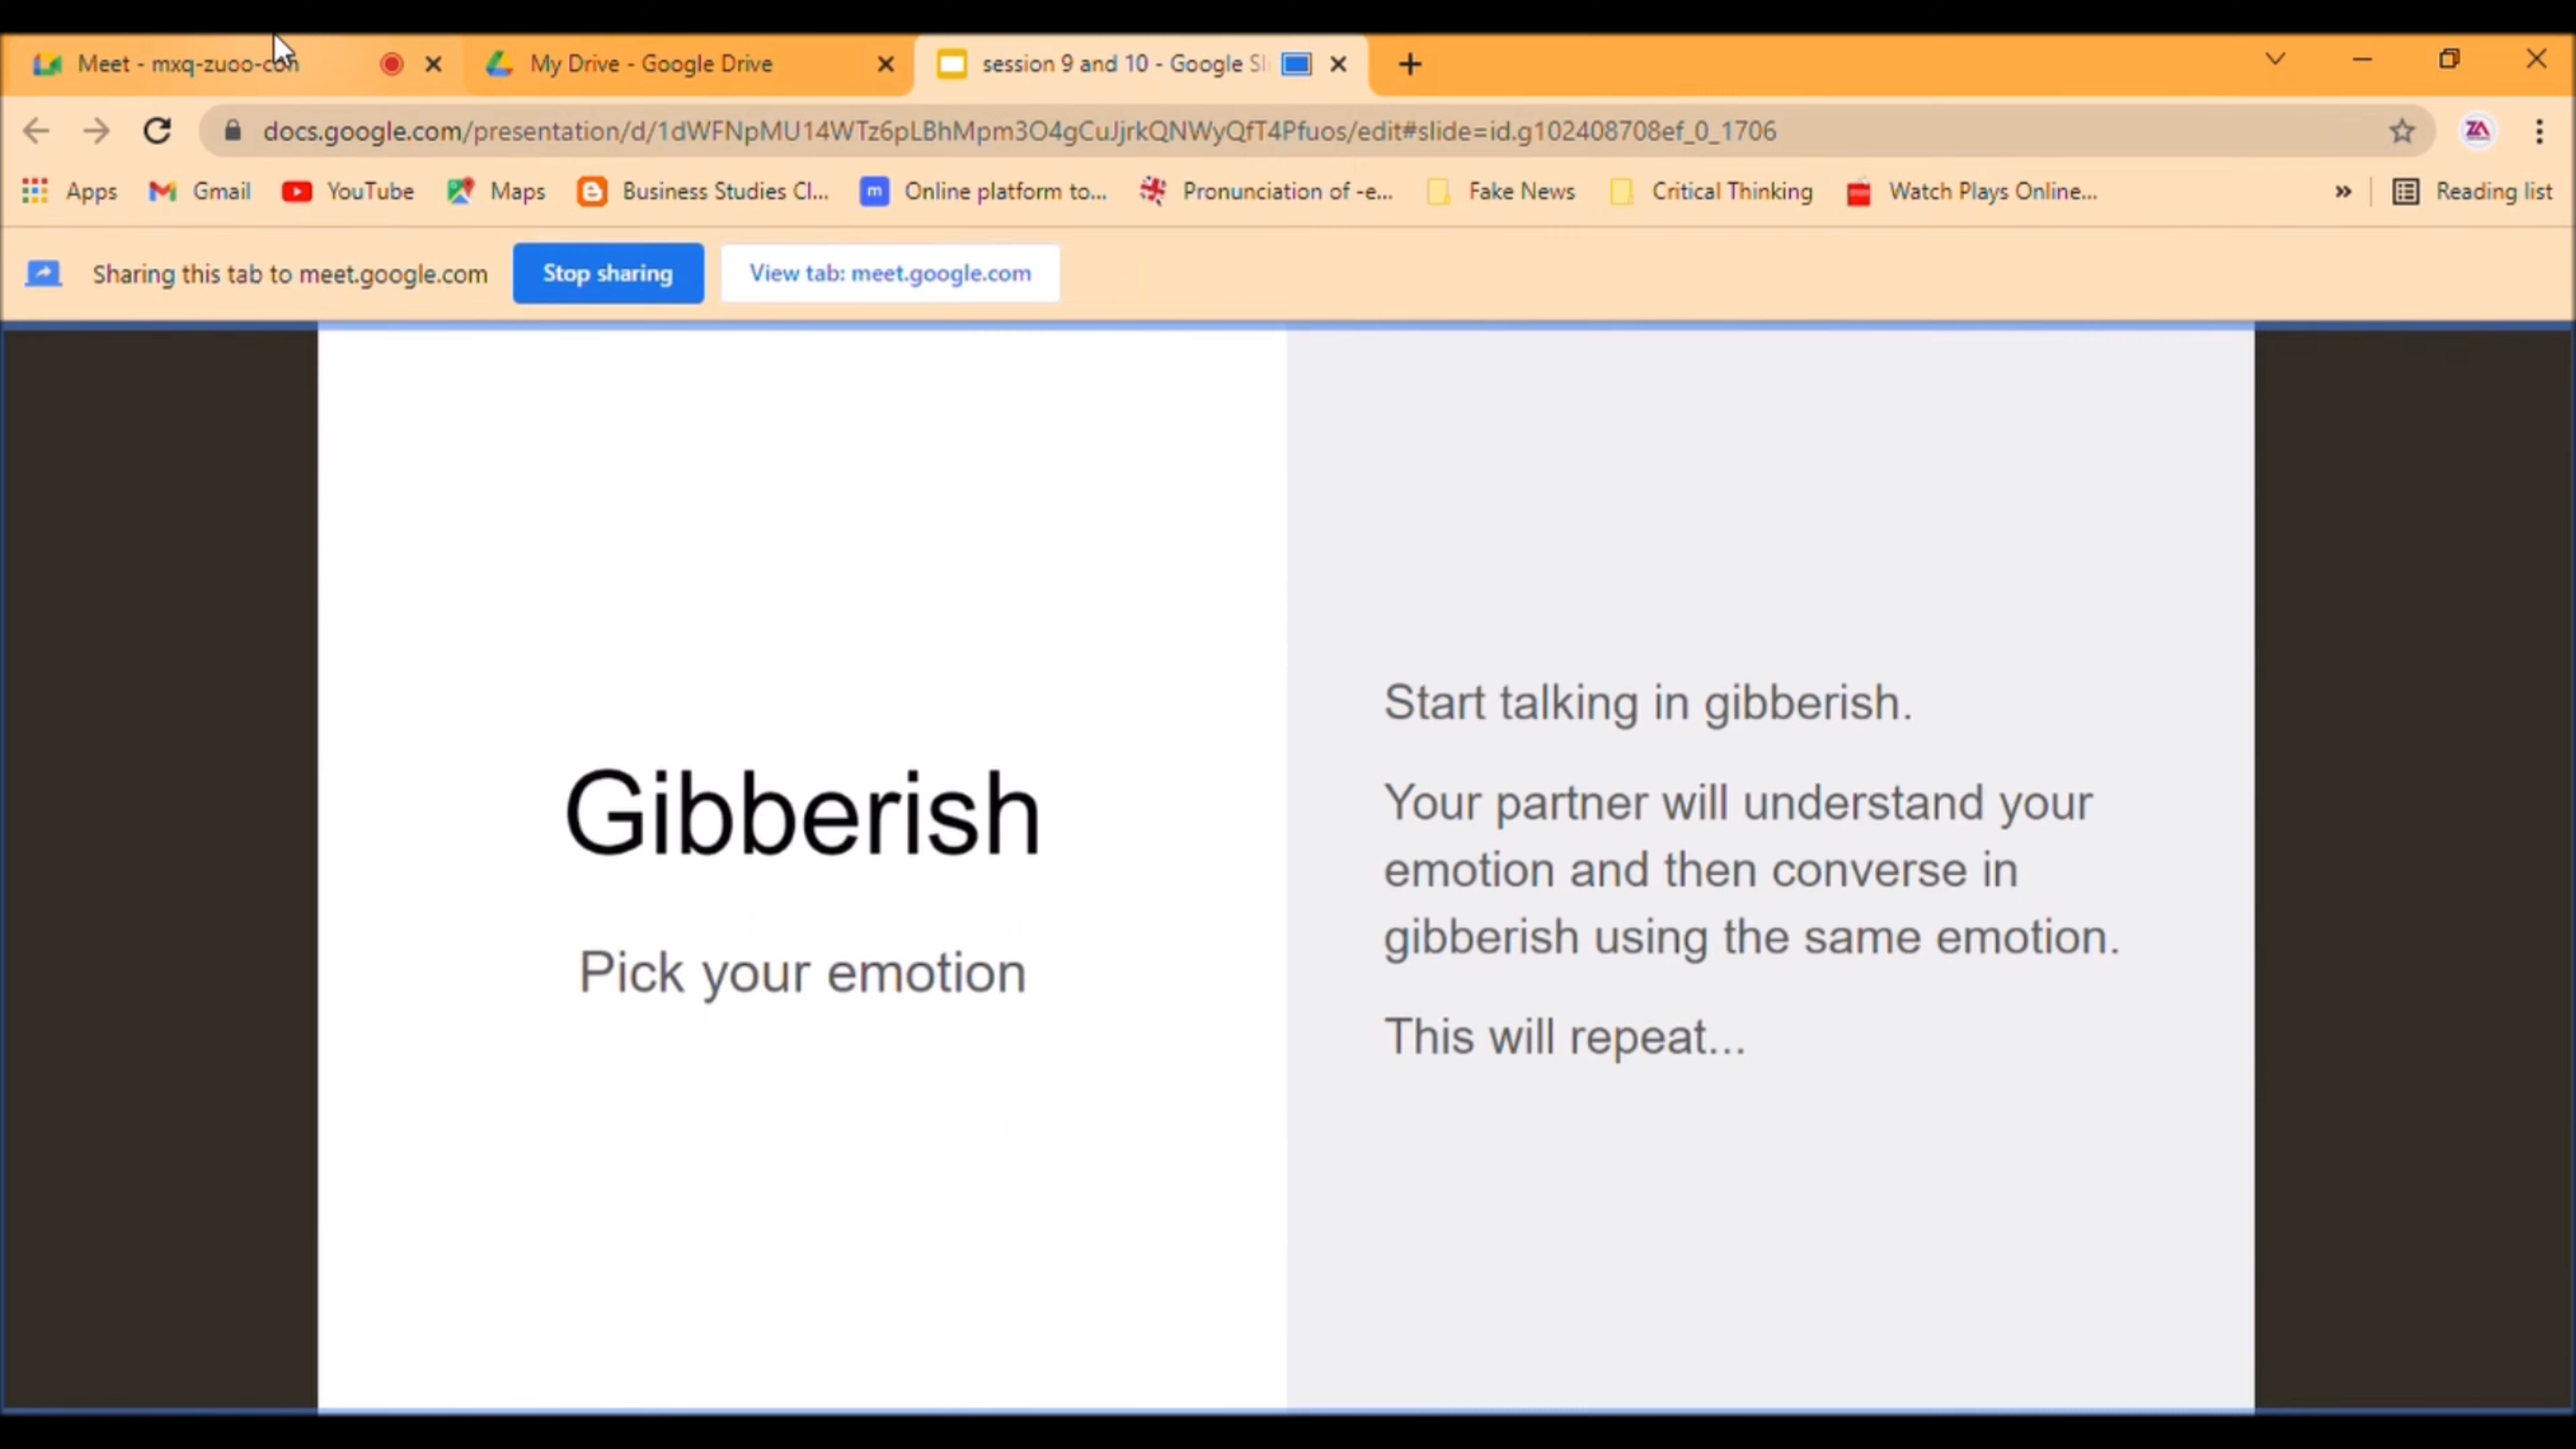 Meet - mxq-zuoo-con
My Drive - Google Drive
session 9 and 10 - Google Sli
docs.google.com/presentation/d/1dWFNpMU14WTz6pLBhMpm3O4gCuJjrkQNWyQfT4Pfuos/edit#slide=id.g102408708ef_0_1706
ZA
Apps Gmail YouTube Maps Business Studies Cl... m Online platform to... Pronunciation of -e... Fake News Critical Thinking Watch Plays Online... » Reading list
Sharing this tab to meet.google.com Stop sharing View tab: meet.google.com
Gibberish
Pick your emotion
Start talking in gibberish.
Your partner will understand your
emotion and then converse in
gibberish using the same emotion.
This will repeat...